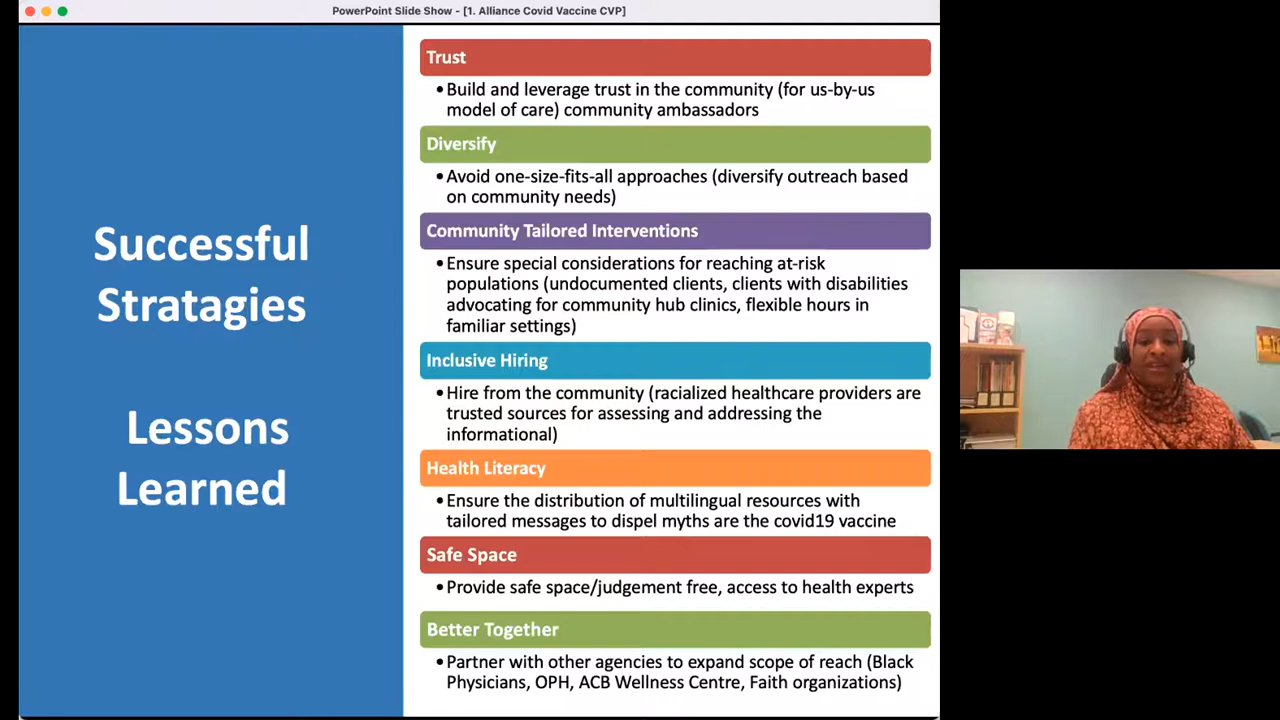 PowerPoint Slide Show - [1. Alliance Covid Vaccine CVP]
Successful
Stratagies
Lessons
Learned
Trust
•Build and leverage trust in the community (for us-by-us
model of care) community ambassadors
Diversify
•Avoid one-size-fits-all approaches (diversify outreach based
on community needs)
Community Tailored Interventions
•Ensure special considerations for reaching at-risk
populations (undocumented clients, clients with disabilities
advocating for community hub clinics, flexible hours in
familiar settings)
Inclusive Hiring
•Hire from the community (racialized healthcare providers are
trusted sources for assessing and addressing the
informational)
Health Literacy
•Ensure the distribution of multilingual resources with
tailored messages to dispel myths are the covid19 vaccine
Safe Space
•Provide safe space/judgement free, access to health experts
Better Together
•Partner with other agencies to expand scope of reach (Black
Physicians, OPH, ACB Wellness Centre, Faith organizations)